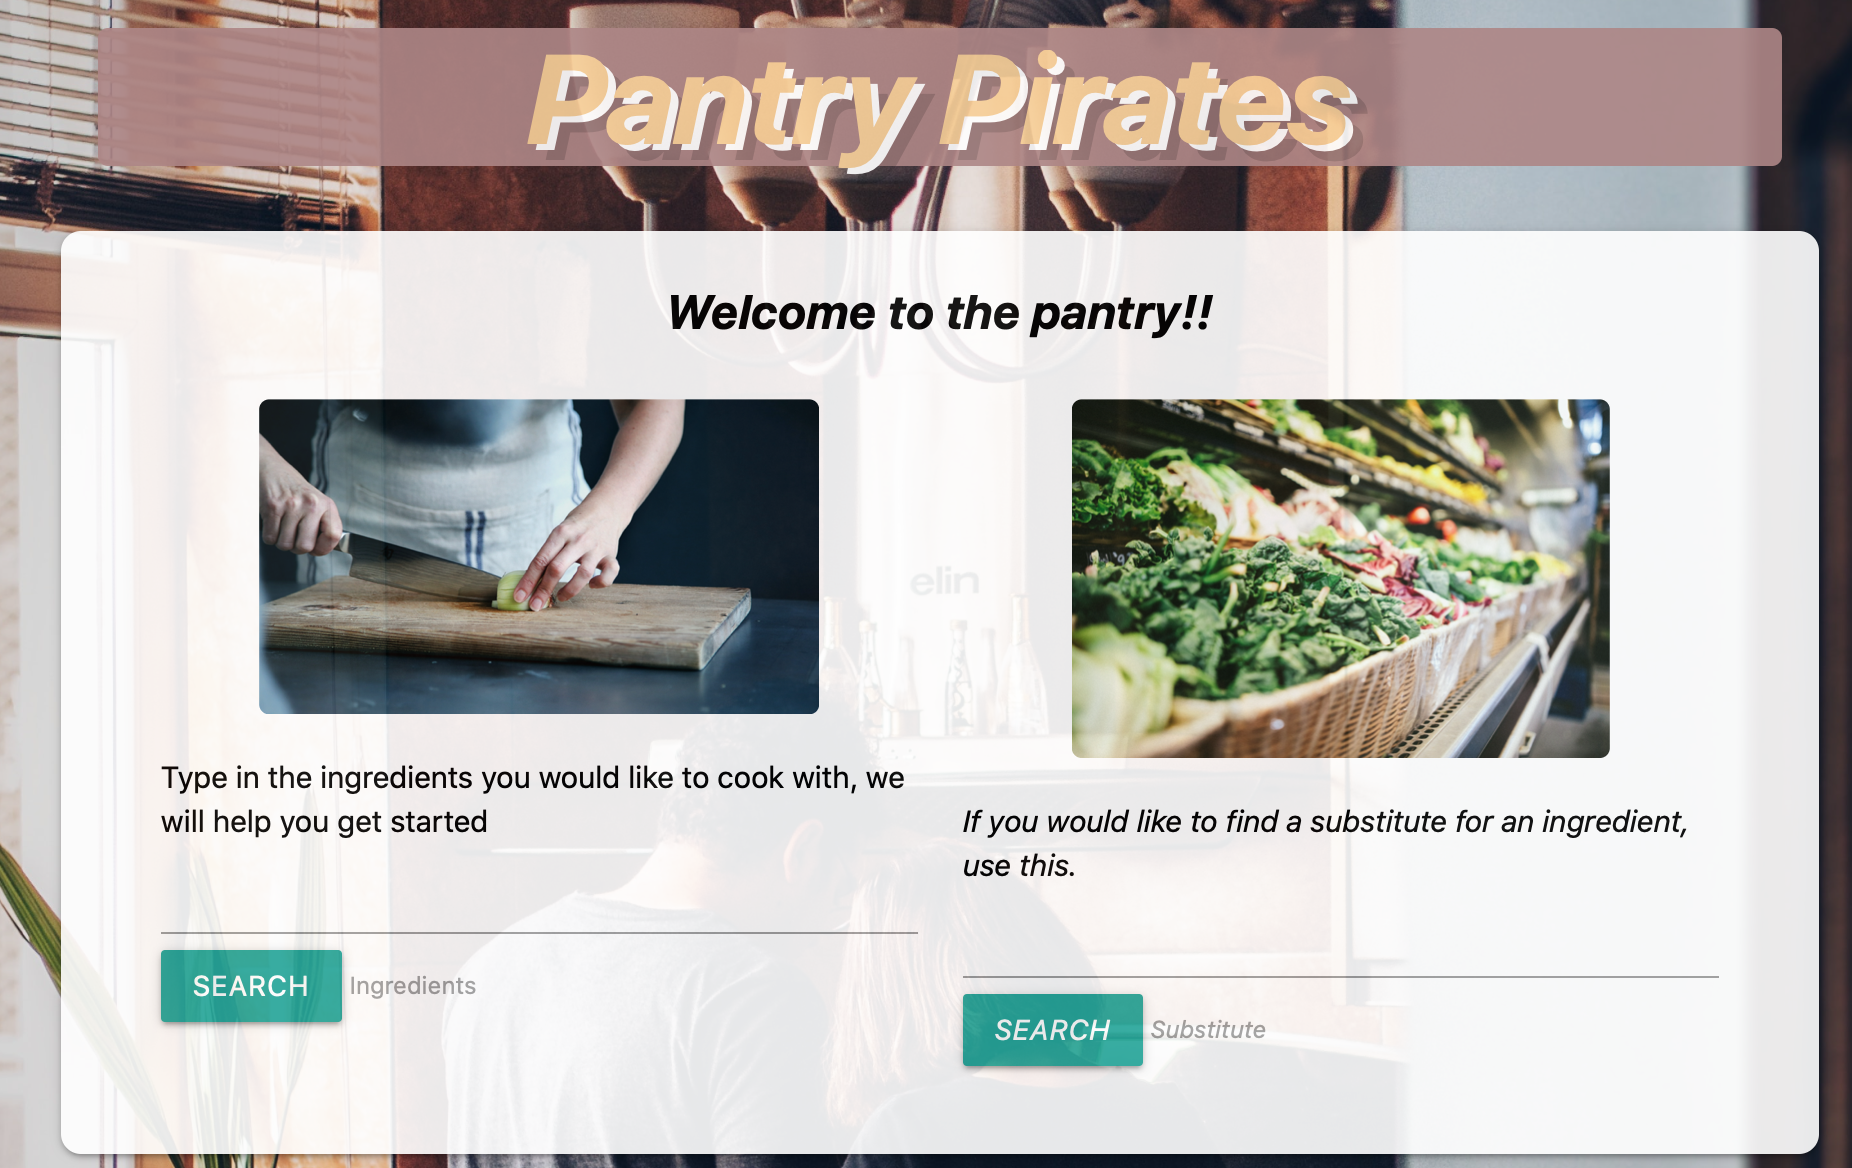 Pantry Pirates
Welcome to the pantry!!
elin
Type in the ingredients you would like to cook with, we
will help you get started
SEARCH Ingredients
If you would like to find a substitute for an ingredient,
use this.
SEARCH Substitute